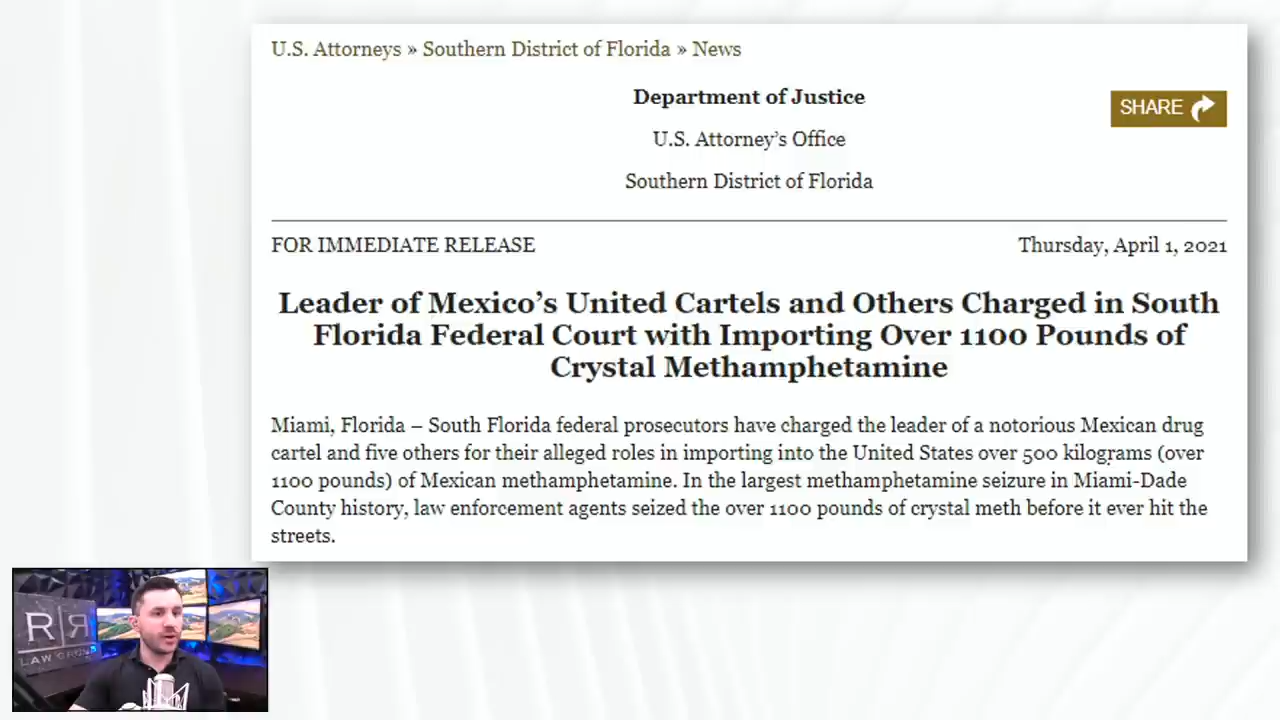 U.S. Attorneys » Southern District of Florida » News
Department of Justice
SHARE
U.S. Attorney's Office
Southern District of Florida
FOR IMMEDIATE RELEASE
Thursday, April 1, 2021
Leader of Mexico's United Cartels and Others Charged in South
Florida Federal Court with Importing Over 1100 Pounds of
Crystal Methamphetamine
Miami, Florida – South Florida federal prosecutors have charged the leader of a notorious Mexican drug
cartel and five others for their alleged roles in importing into the United States over 500 kilograms (over
1100 pounds) of Mexican methamphetamine. In the largest methamphetamine seizure in Miami-Dade
County history, law enforcement agents seized the over 1100 pounds of crystal meth before it ever hit the
streets.
R|R
LAW GROUP